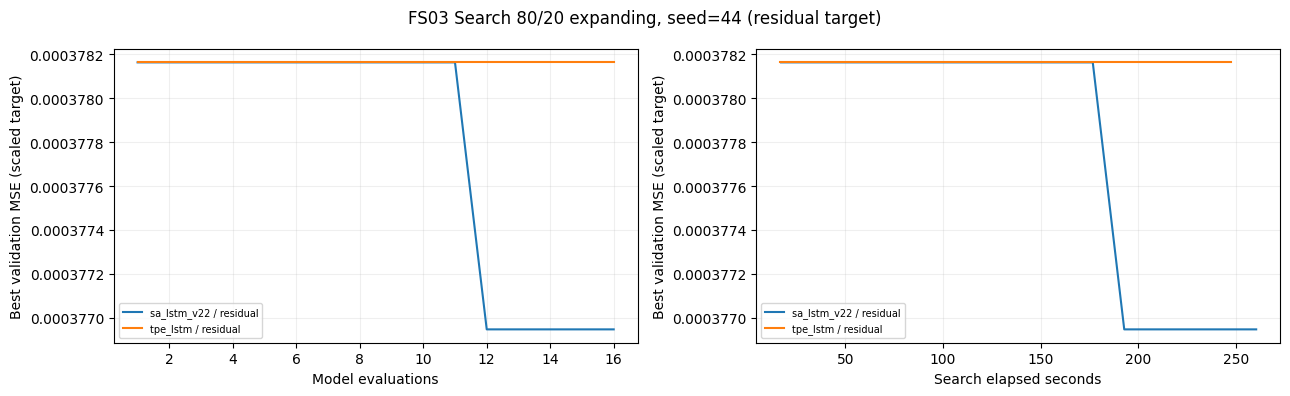 FS03 Search 80/20 expanding, seed=44 (residual target)
Best validation MSE (scaled target)
0.0003782
0.0003780
0.0003778
0.0003776
0.0003774
0.0003772
0.0003770
sa_lstm_v22 / residual
tpe_lstm / residual
2 4 6 8 10 12 14 16
Model evaluations
Best validation MSE (scaled target)
0.0003782
0.0003780
0.0003778
0.0003776
0.0003774
0.0003772
0.0003770
sa_lstm_v22 / residual
tpe_lstm / residual
50 100 150 200 250
Search elapsed seconds